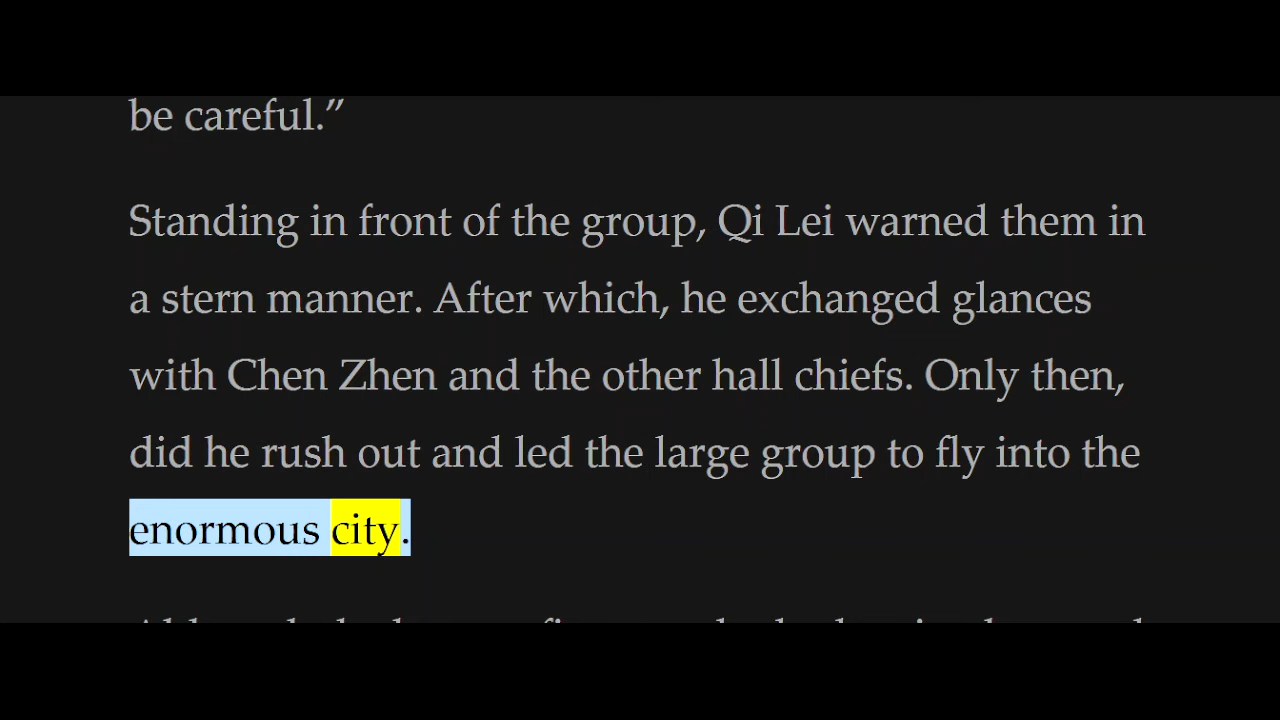 be careful.”
Standing in front of the group, Qi Lei warned them in
a stern manner. After which, he exchanged glances
with Chen Zhen and the other hall chiefs. Only then,
did he rush out and led the large group to fly into the
enormous city.